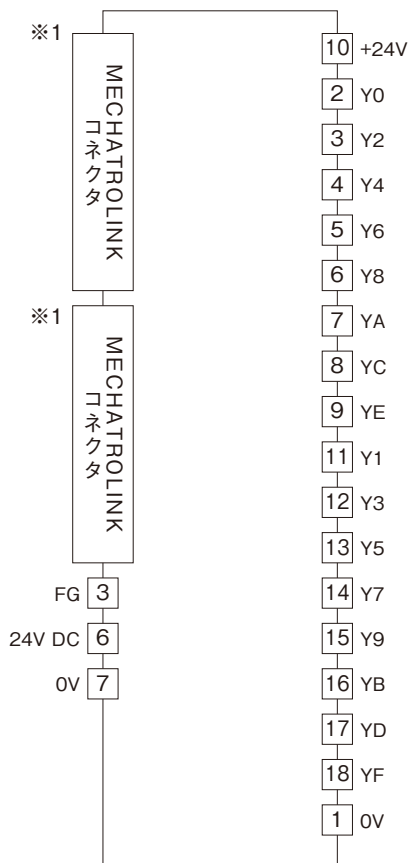 ※1
MECHATROLINK
コネクタ
※1
MECHATROLINK
コネクタ
FG 3
24V DC 6
0V 7
10 +24V
2 Y0
3 Y2
4 Y4
5 Y6
6 Y8
7 YA
8 YC
9 YE
11 Y1
12 Y3
13 Y5
14 Y7
15 Y9
16 YB
17 YD
18 YF
1 0V